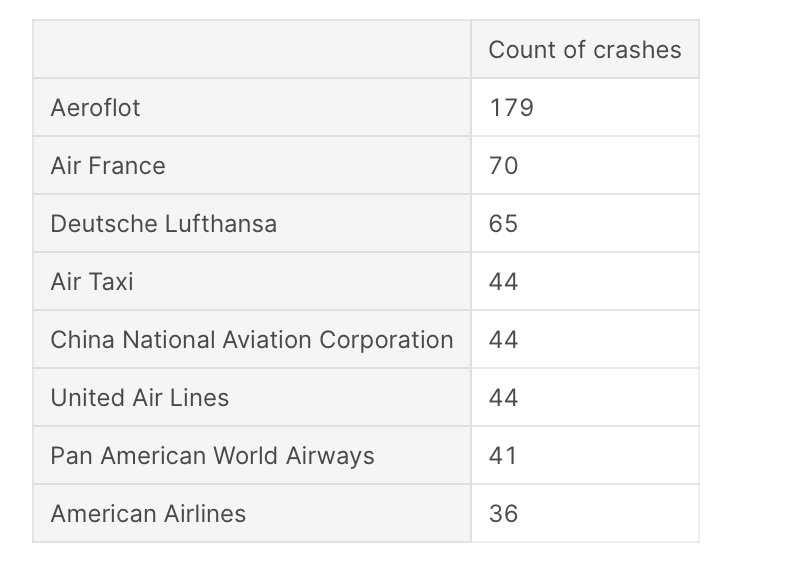 Count of crashes
Aeroflot 179
Air France 70
Deutsche Lufthansa 65
Air Taxi 44
China National Aviation Corporation 44
United Air Lines 44
Pan American World Airways 41
American Airlines 36